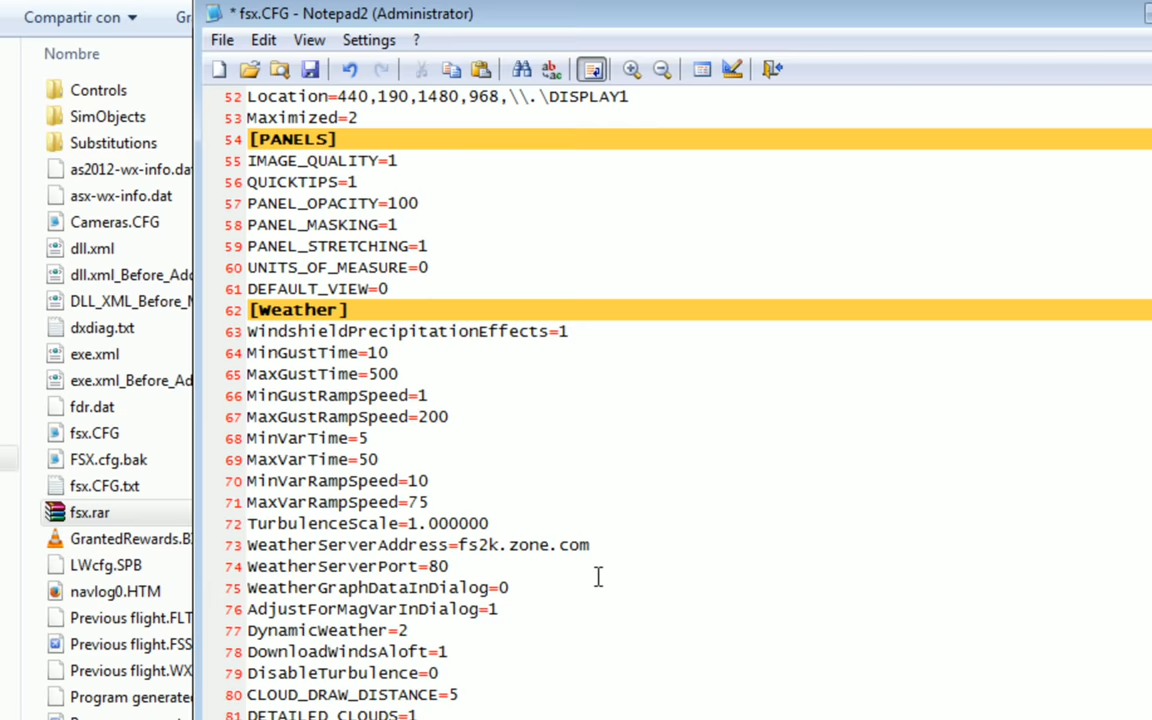 Compartir con
Gr
Nombre
Controls
SimObjects
Substitutions
as2012-wx-info.da
asx-wx-info.dat
Cameras.CFG
dll.xml
dll.xml_Before_Add
DLL_XML_Before_N
dxdiag.txt
exe.xml
exe.xml_Before_Ad
fdr.dat
fsx.CFG
FSX.cfg.bak
fsx.CFG.txt
fsx.rar
GrantedRewards.B
LWcfg.SPB
navlog0.HTM
Previous flight.FLT
Previous flight.FSS
Previous flight.WX
Program generate
* fsx.CFG - Notepad2 (Administrator)
File Edit View Settings ?
52 Location=440,190,1480,968,\\.\DISPLAY1
53 Maximized=2
54 [PANELS]
55 IMAGE_QUALITY=1
56 QUICKTIPS=1
57 PANEL_OPACITY=100
58 PANEL_MASKING=1
59 PANEL_STRETCHING=1
60 UNITS_OF_MEASURE=0
61 DEFAULT_VIEW=0
62 [Weather]
63 WindshieldPrecipitationEffects=1
64 MinGustTime=10
65 MaxGustTime=500
66 MinGustRampSpeed=1
67 MaxGustRampSpeed=200
68 MinVarTime=5
69 MaxVarTime=50
70 MinVarRampSpeed=10
71 MaxVarRampSpeed=75
72 TurbulenceScale=1.000000
73 WeatherServerAddress=fs2k.zone.com
74 WeatherServerPort=80
75 WeatherGraphDataInDialog=0
76 AdjustForMagVarInDialog=1
77 DynamicWeather=2
78 DownloadWindsAloft=1
79 DisableTurbulence=0
80 CLOUD_DRAW_DISTANCE=5
81 DETAILED_CLOUDS=1